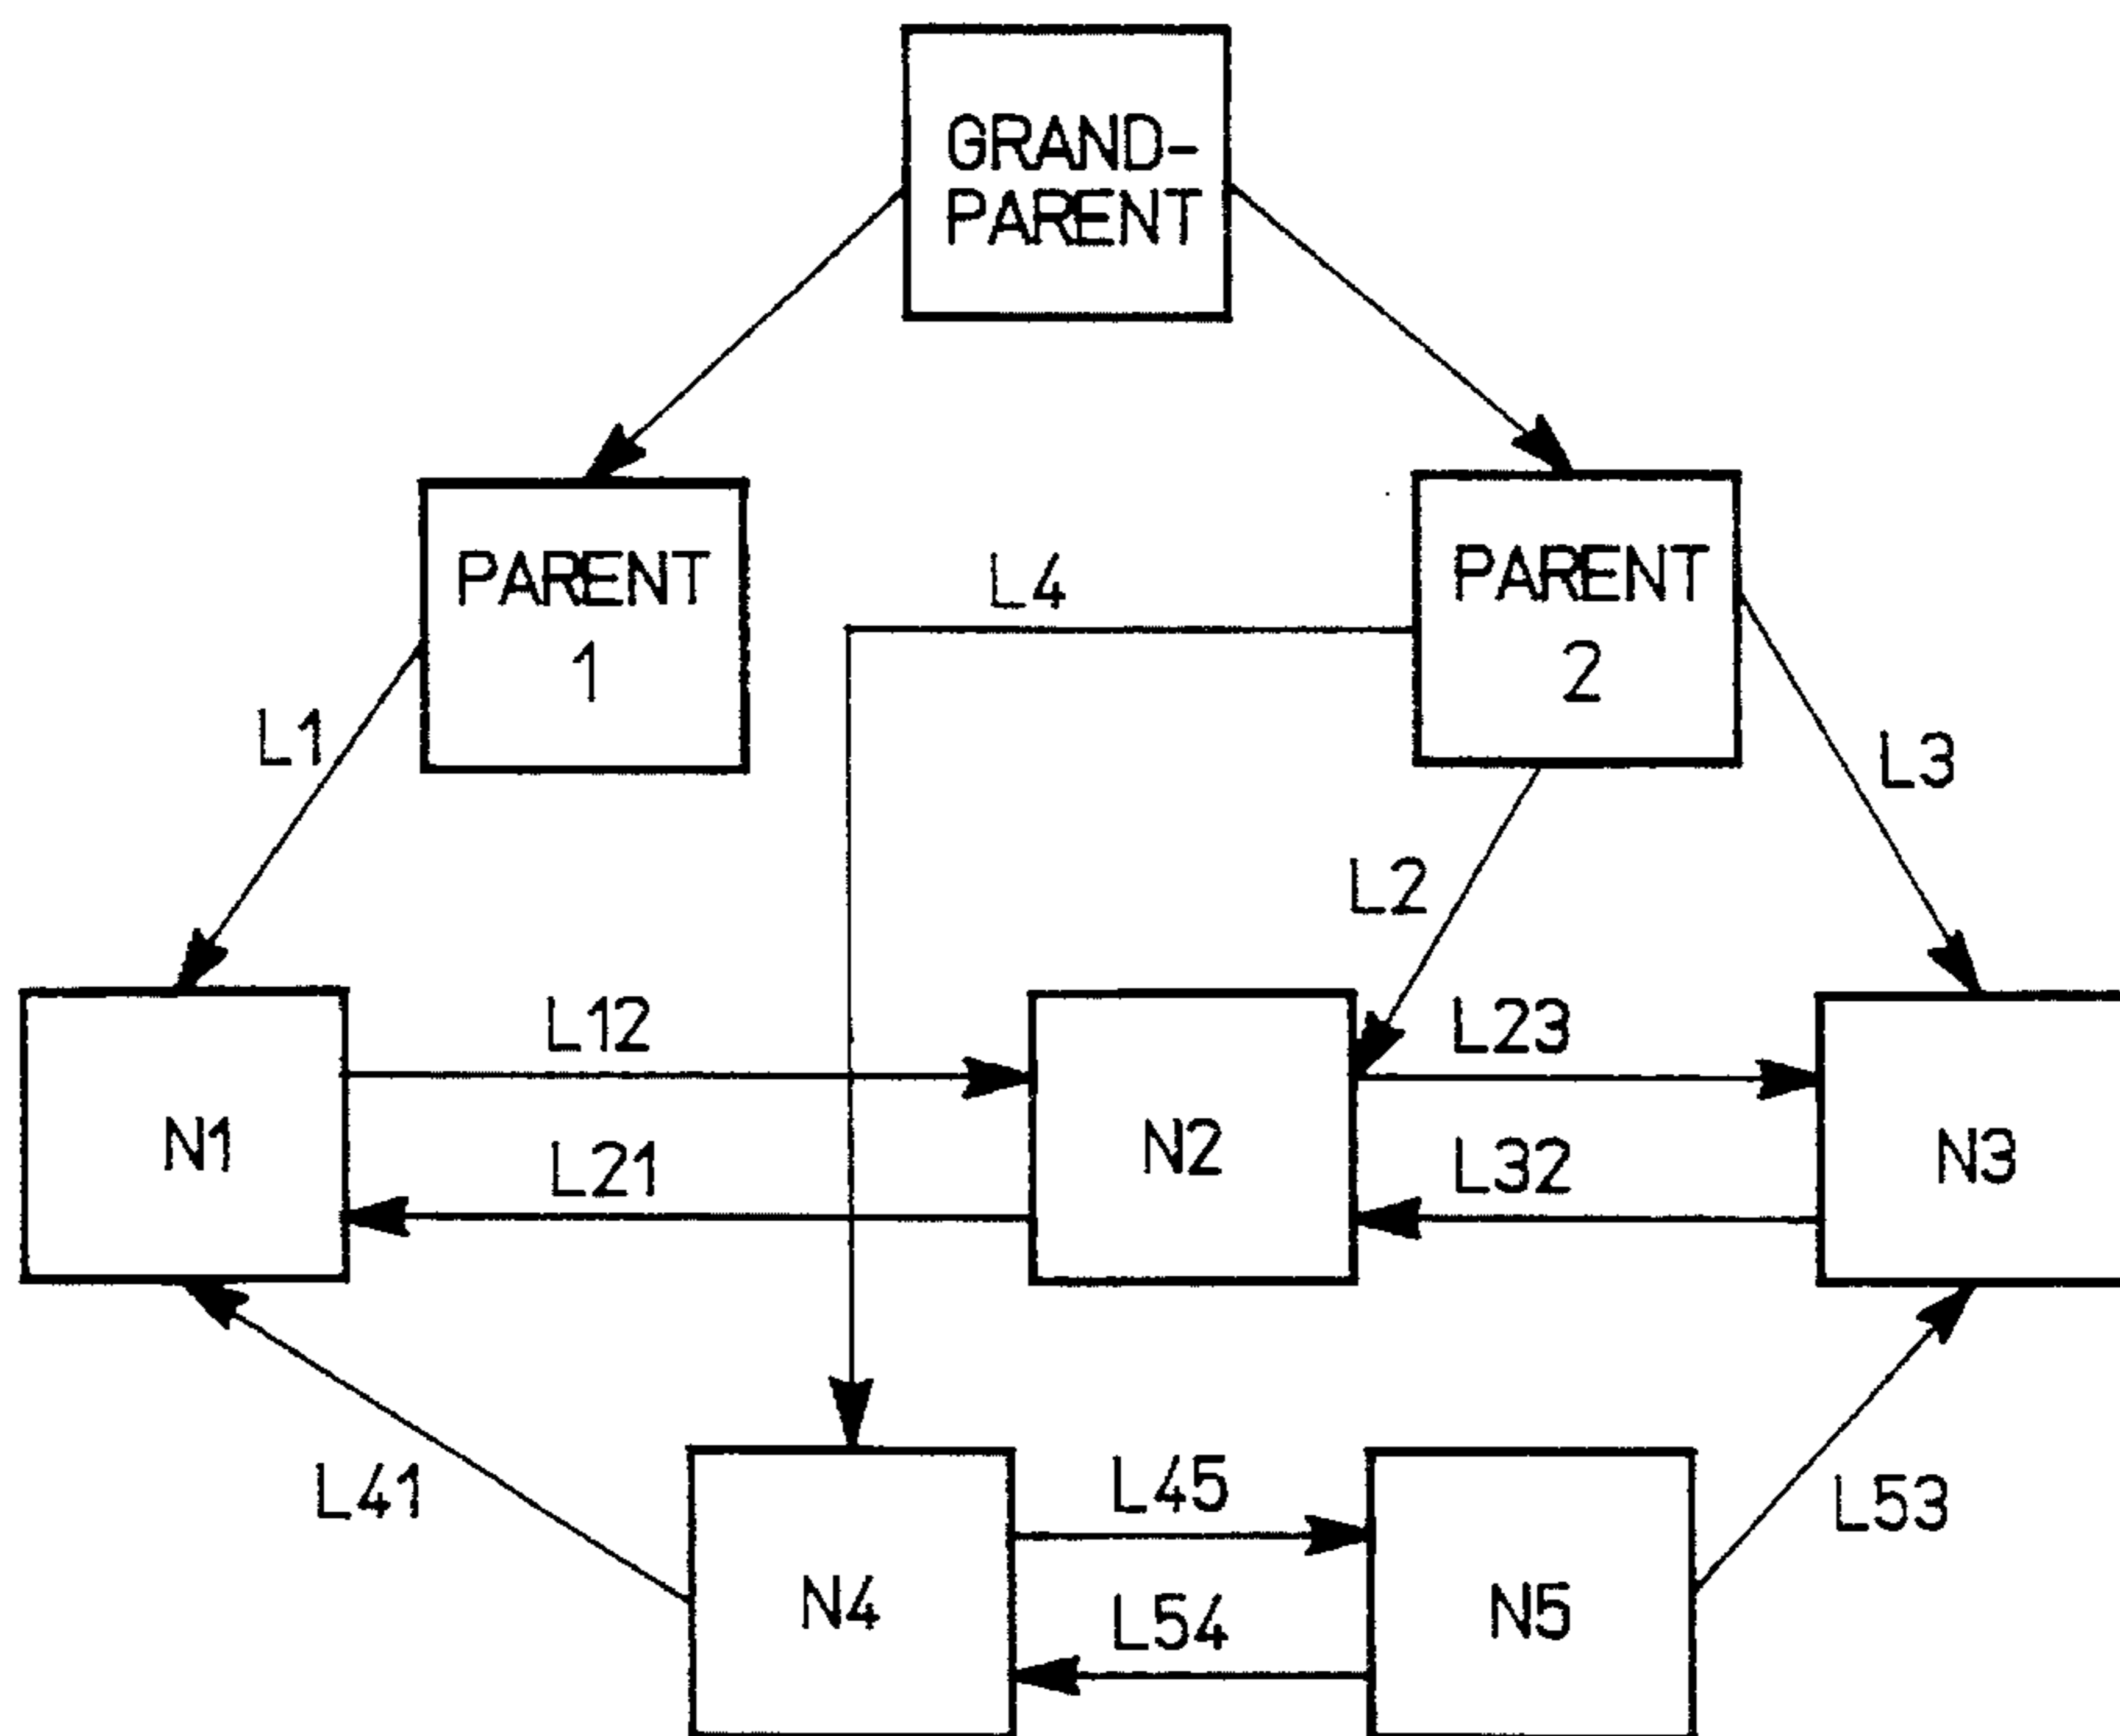 GRAND-
PARENT
PARENT
1
L4
PARENT
2
L1
L3
L2
L12
L23
N1
L21
N2
L32
N3
L41
L45
L53
N4
L54
N5